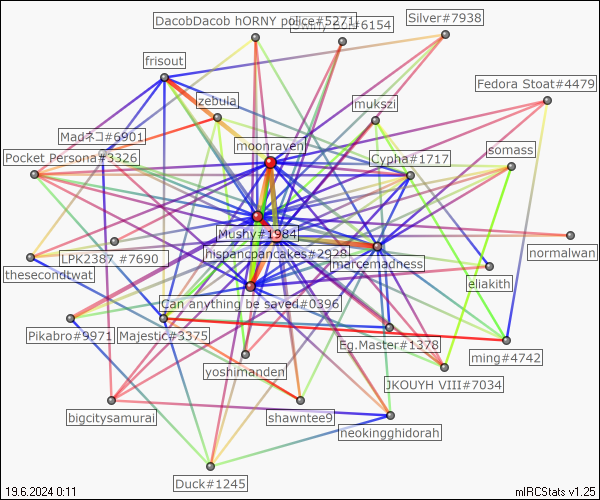 DacobDacob hORNY police#5271
#6154
Silver#7938
frisout
Fedora Stoat#4479
zebula
mukszi
Madネコ#6901
moonraven
Pocket Persona#3326
Cypha#1717
somass
Mushy#1984
normalwan
LPK2387 #7690
hispancpancakes#2928
marcemadness
thesecondtwat
eliakith
Can anything be saved#0396
Pikabro#9971
Majestic#3375
Eg.Master#1378
ming#4742
yoshimanden
JKOUYH VIII#7034
bigcitysamurai
shawntee9
neokingghidorah
Duck#1245
19.6.2024 0:11
mIRCStats v1.25